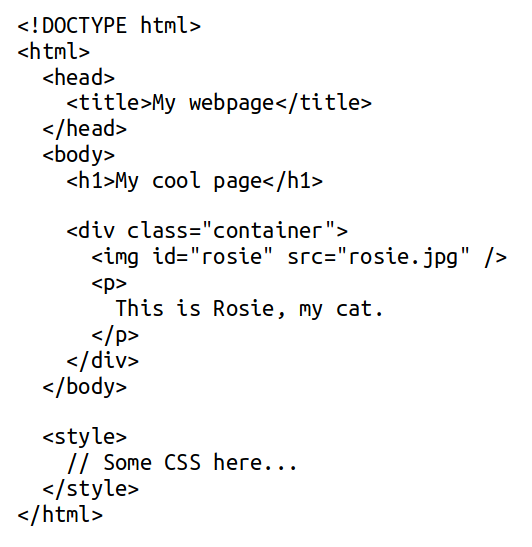 <!DOCTYPE html>
<html>
  <head>
    <title>My webpage</title>
  </head>
  <body>
    <h1>My cool page</h1>

    <div class="container">
      <img id="rosie" src="rosie.jpg" />
      <p>
        This is Rosie, my cat.
      </p>
    </div>
  </body>

  <style>
    // Some CSS here...
  </style>
</html>